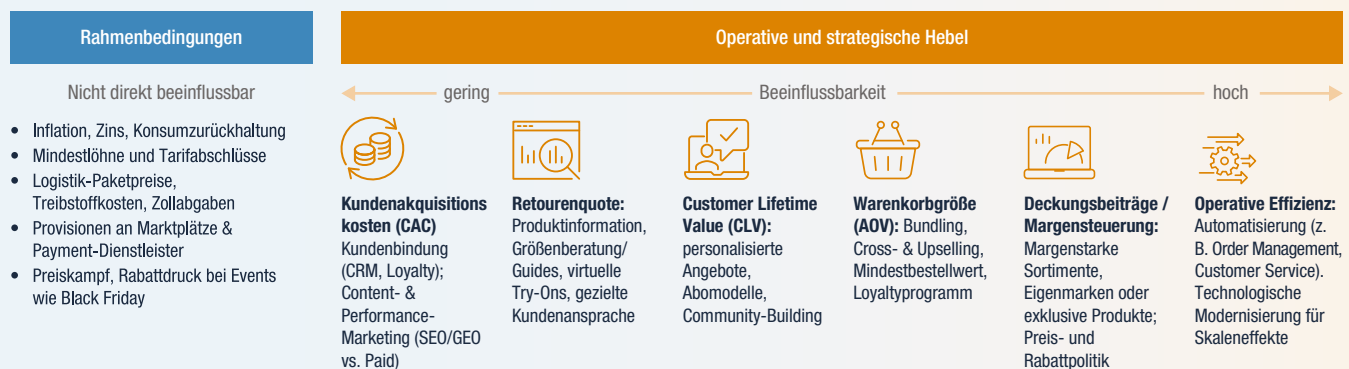 Rahmenbedingungen
Nicht direkt beeinflussbar
• Inflation, Zins, Konsumzurückhaltung
• Mindestlöhne und Tarifabschlüsse
• Logistik-Paketpreise,
Treibstoffkosten, Zollabgaben
• Provisionen an Marktplätze &
Payment-Dienstleister
• Preiskampf, Rabattdruck bei Events
wie Black Friday
Operative und strategische Hebel
gering Beeinflussbarkeit hoch
Kundenakquisitions
kosten (CAC)
Kundenbindung
(CRM, Loyalty);
Content- &
Performance-
Marketing (SEO/GEO
vs. Paid)
Retourenquote:
Produktinformation,
Größenberatung/
Guides, virtuelle
Try-Ons, gezielte
Kundenansprache
Customer Lifetime
Value (CLV):
personalisierte
Angebote,
Abomodelle,
Community-Building
Warenkorbgröße
(AOV): Bundling,
Cross- & Upselling,
Mindestbestellwert,
Loyaltyprogramm
Deckungsbeiträge /
Margensteuerung:
Margenstarke
Sortimente,
Eigenmarken oder
exklusive Produkte;
Preis- und
Rabattpolitik
Operative Effizienz:
Automatisierung (z.
B. Order Management,
Customer Service).
Technologische
Modernisierung für
Skaleneffekte